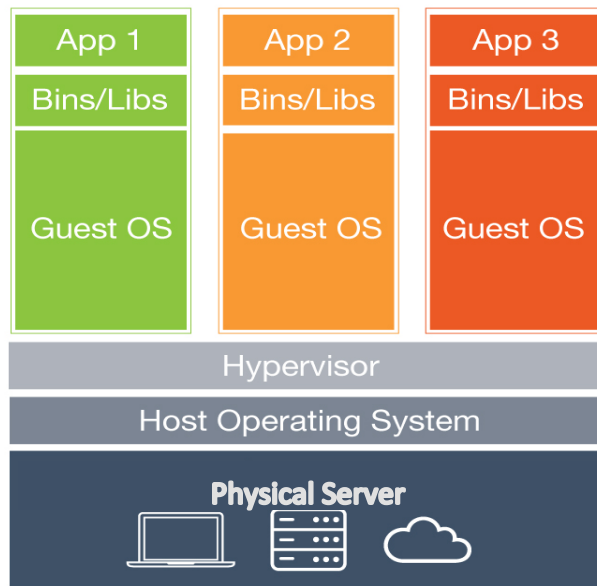 App 1
App 2
App 3
Bins/Libs
Bins/Libs
Bins/Libs
Guest OS
Guest OS
Guest OS
Hypervisor
Host Operating System
Physical Server